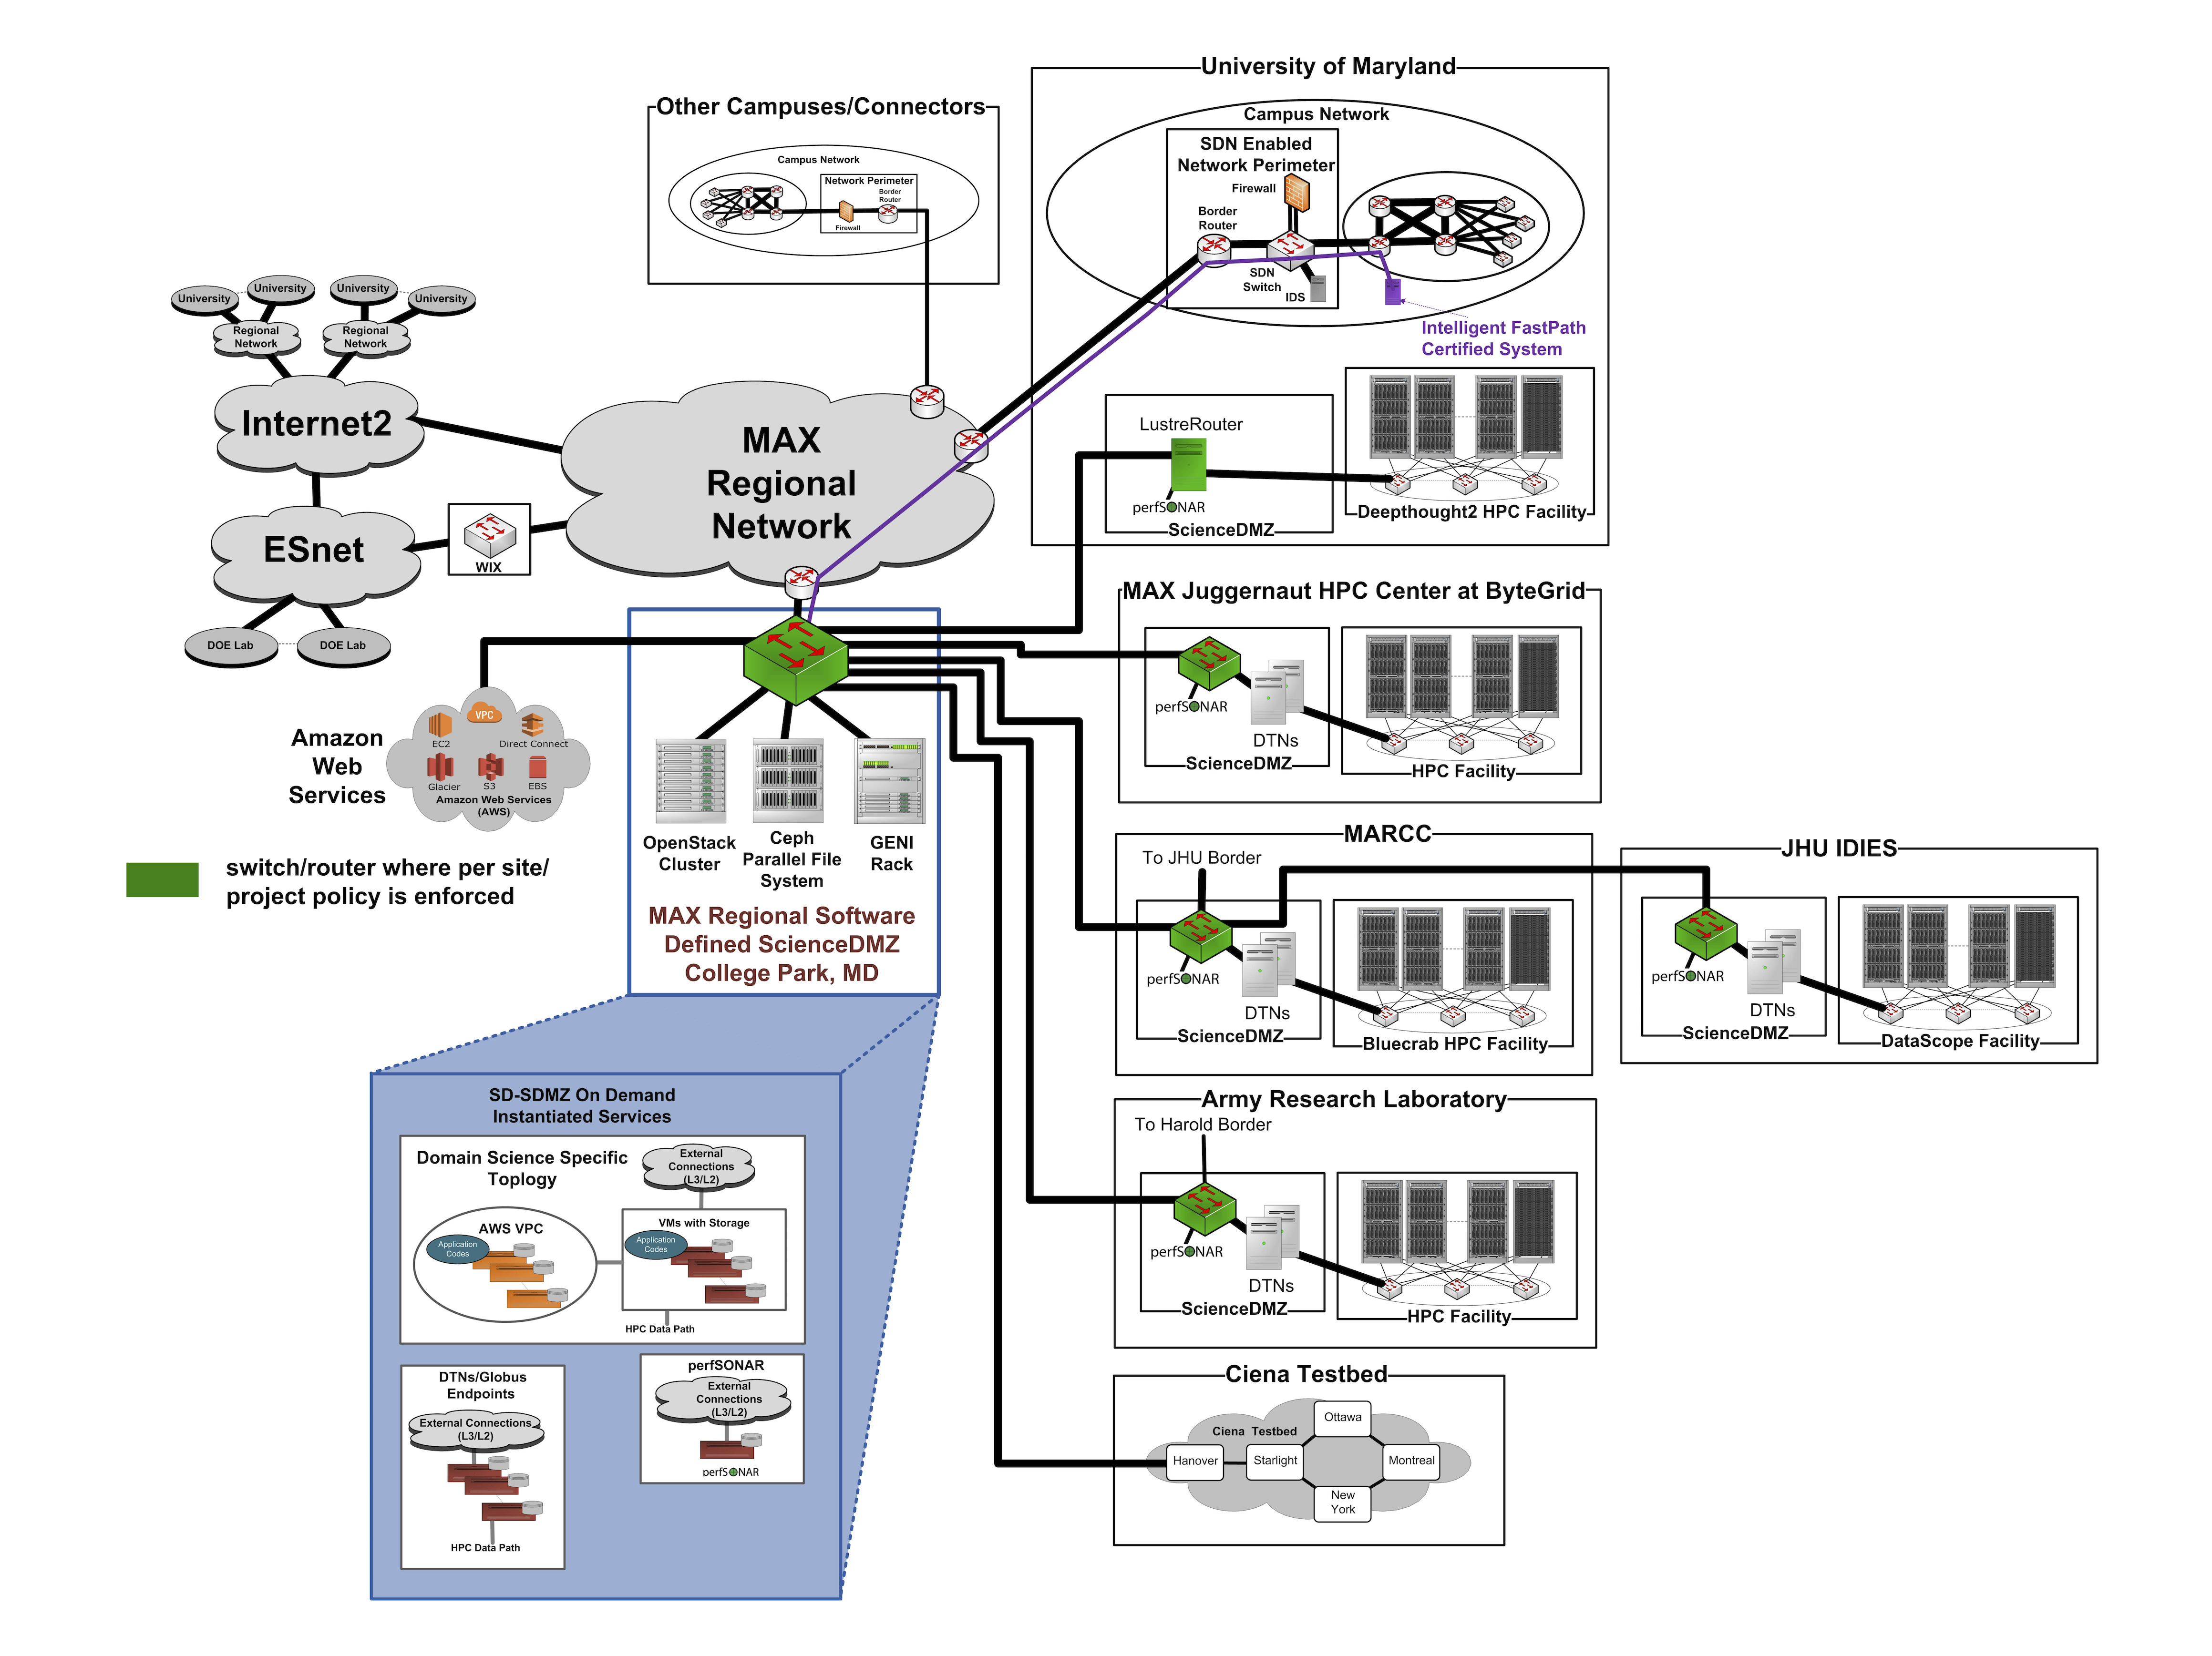 University of Maryland
Campus Network
SDN Enabled
Network Perimeter
Firewall
Border
Router
SDN
Switch
IDS
Intelligent FastPath
Certified System
LustreRouter
perfSONAR
ScienceDMZ
Deepthought2 HPC Facility
Other Campuses/Connectors
Campus Network
Network Perimeter
Border
Router
Firewall
University
University
University
University
Regional
Network
Regional
Network
Internet2
ESnet
WIX
DOE Lab
DOE Lab
MAX
Regional
Network
MAX Juggernaut HPC Center at ByteGrid
perfSONAR
DTNs
ScienceDMZ
HPC Facility
Amazon
Web
Services
VPC
EC2
Direct Connect
Glacier
S3
EBS
Amazon Web Services
(AWS)
switch/router where per site/
project policy is enforced
OpenStack
Cluster
Ceph
Parallel File
System
GENI
Rack
MAX Regional Software
Defined ScienceDMZ
College Park, MD
MARCC
To JHU Border
perfSONAR
DTNs
ScienceDMZ
Bluecrab HPC Facility
JHU IDIES
perfSONAR
DTNs
ScienceDMZ
DataScope Facility
Army Research Laboratory
To Harold Border
perfSONAR
DTNs
ScienceDMZ
HPC Facility
Ciena Testbed
Ciena Testbed
Ottawa
Hanover
Starlight
Montreal
New
York
SD-SDMZ On Demand
Instantiated Services
Domain Science Specific
Toplogy
External
Connections
(L3/L2)
AWS VPC
Application
Codes
VMs with Storage
Application
Codes
HPC Data Path
DTNs/Globus
Endpoints
External Connections
(L3/L2)
HPC Data Path
perfSONAR
External
Connections
(L3/L2)
perfSONAR